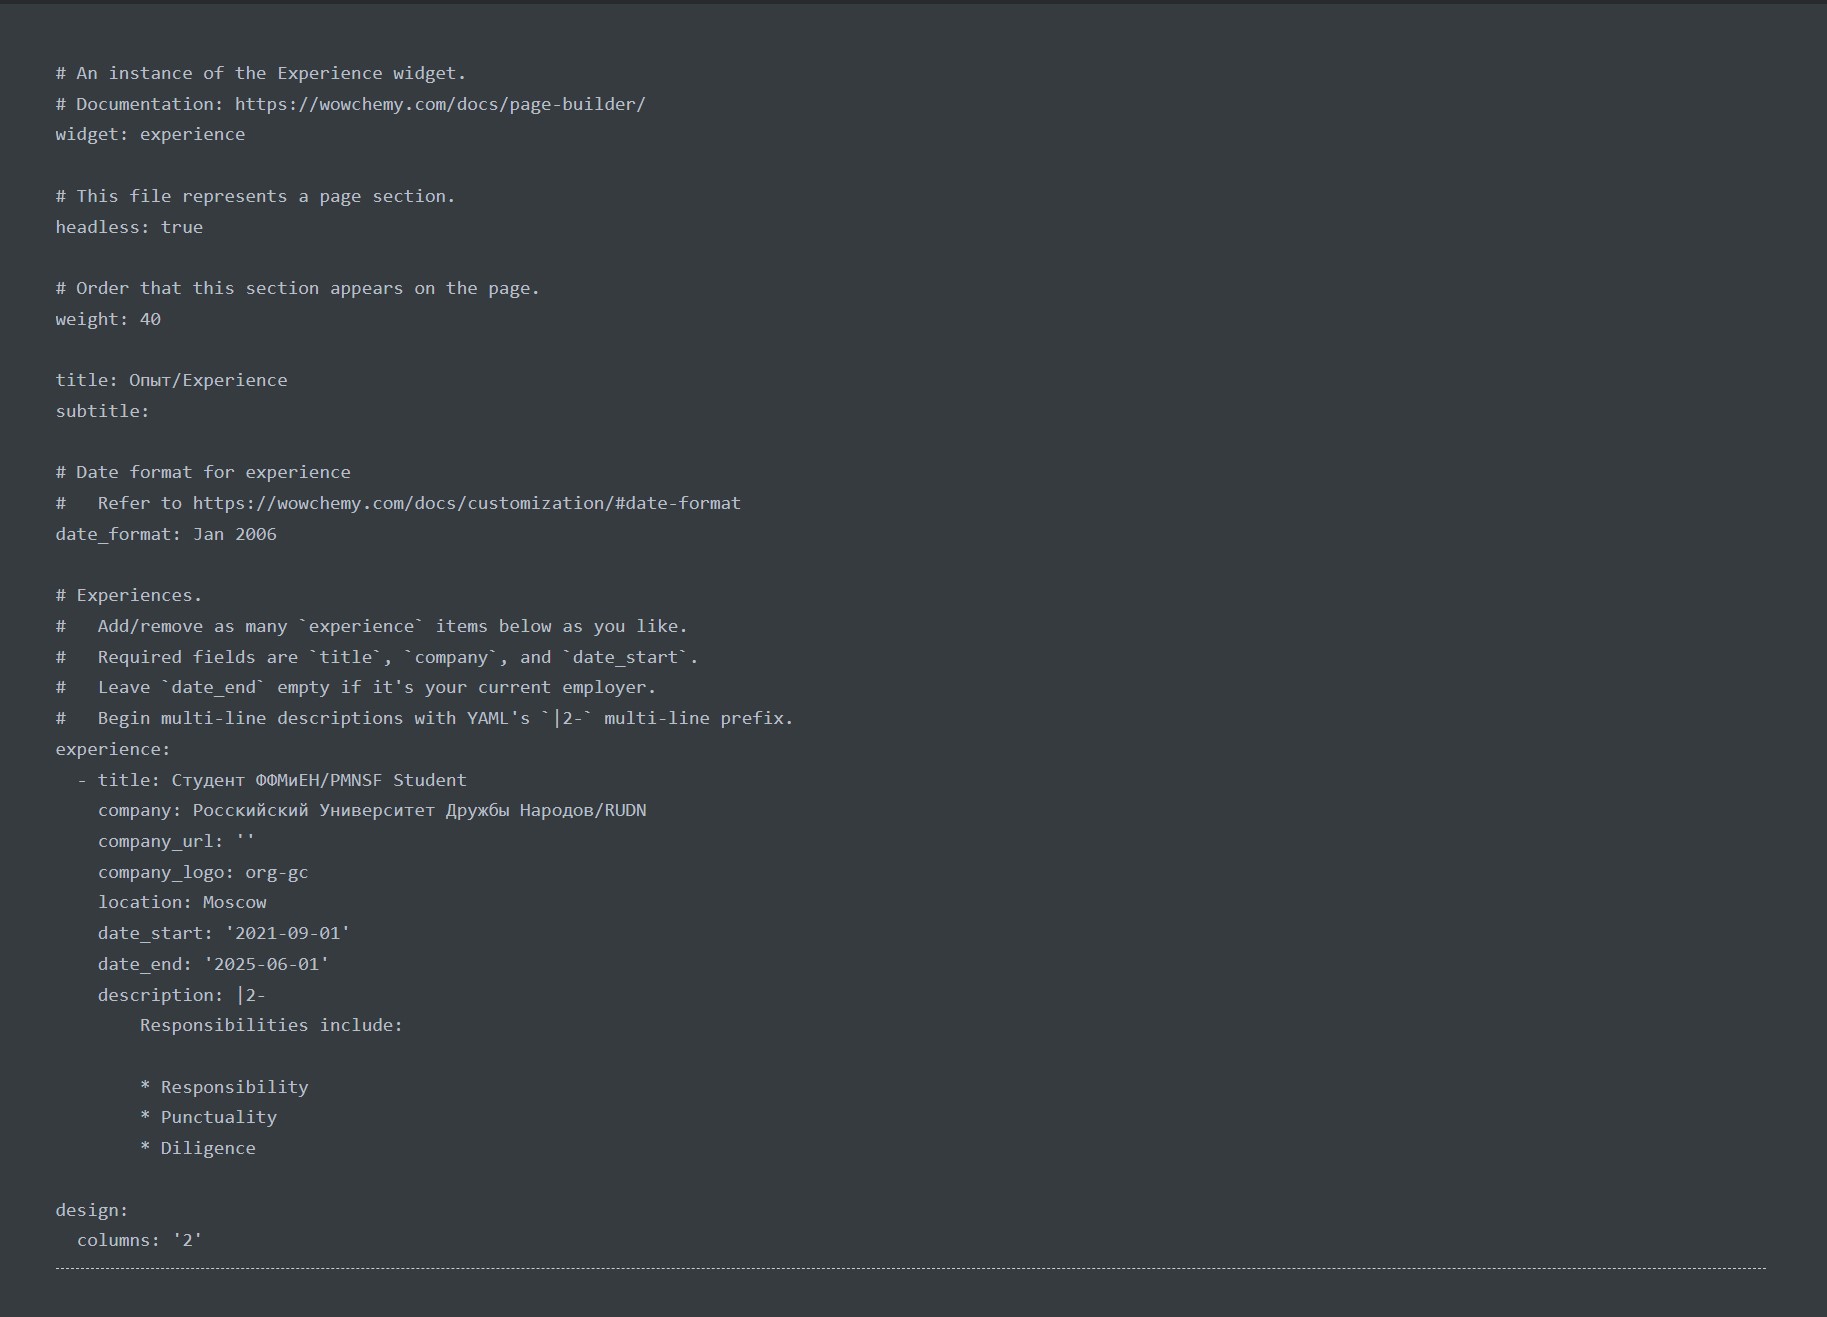 # An instance of the Experience widget.
# Documentation: https://wowchemy.com/docs/page-builder/
widget: experience

# This file represents a page section.
headless: true

# Order that this section appears on the page.
weight: 40

title: Опыт/Experience
subtitle:

# Date format for experience
#   Refer to https://wowchemy.com/docs/customization/#date-format
date_format: Jan 2006

# Experiences.
#   Add/remove as many `experience` items below as you like.
#   Required fields are `title`, `company`, and `date_start`.
#   Leave `date_end` empty if it's your current employer.
#   Begin multi-line descriptions with YAML's `|2-` multi-line prefix.
experience:
  - title: Студент ФФМиЕН/PMNSF Student
    company: Росскийский Университет Дружбы Народов/RUDN
    company_url: ''
    company_logo: org-gc
    location: Moscow
    date_start: '2021-09-01'
    date_end: '2025-06-01'
    description: |2-
        Responsibilities include:

        * Responsibility
        * Punctuality
        * Diligence

design:
  columns: '2'